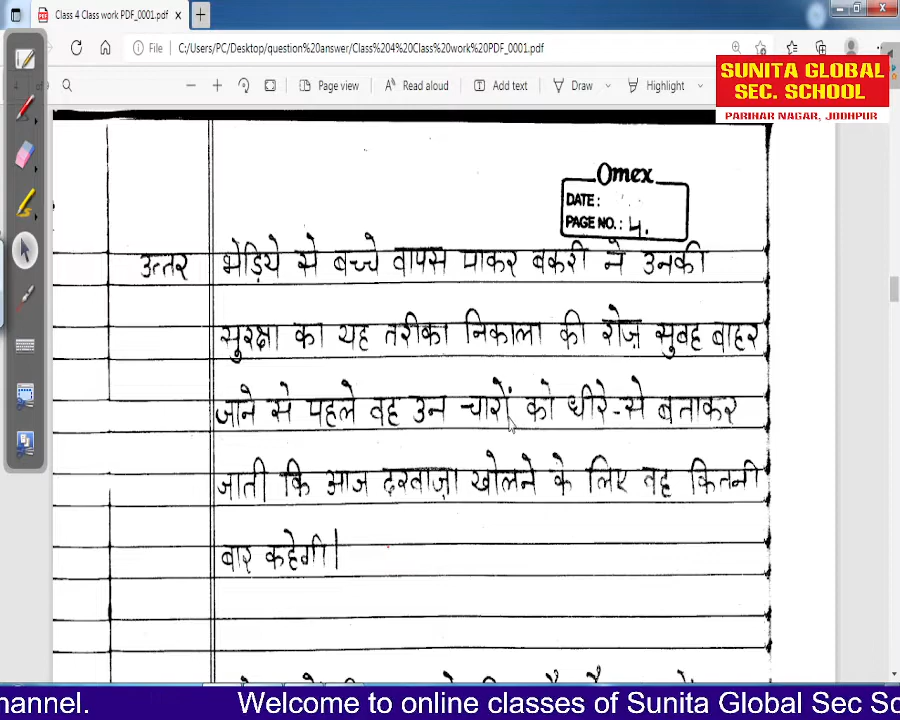 Class 4 Class work PDF_0001.pdf
File C:/Users/PC/Desktop/question%20answer/Class%204%20Class%20work%20PDF_0001.pdf
Page view Read aloud Add text Draw Highlight
SUNITA GLOBAL
SEC. SCHOOL
PARIHAR NAGAR, JODHPUR
Omex
DATE :
PAGE NO. : 4.
उत्तर भेड़िये से बच्चे वापस पाकर बकरी ने उनकी
सुरक्षा का यह तरीका निकाला की रोज़ सुबह बाहर
जाने से पहले वह उन चारों को धीरे-से बताकर
जाती कि आज दरवाज़ा खोलने के लिए वह कितनी
बार कहेगी।
hannel. Welcome to online classes of Sunita Global Sec Sc